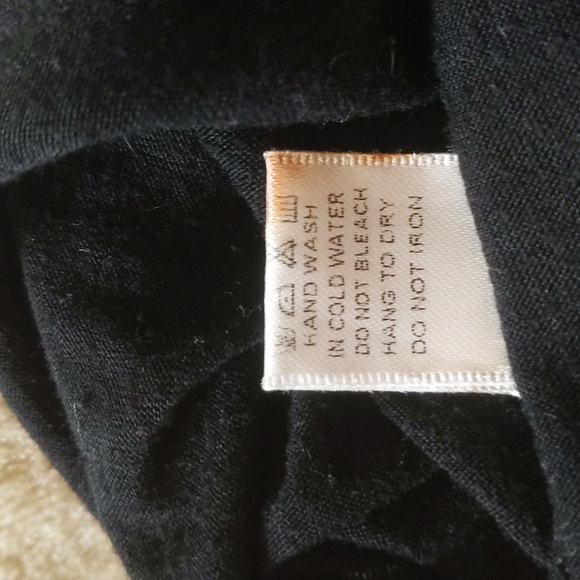 HAND WASH
IN COLD WATER
DO NOT BLEACH
HANG TO DRY
DO NOT IRON